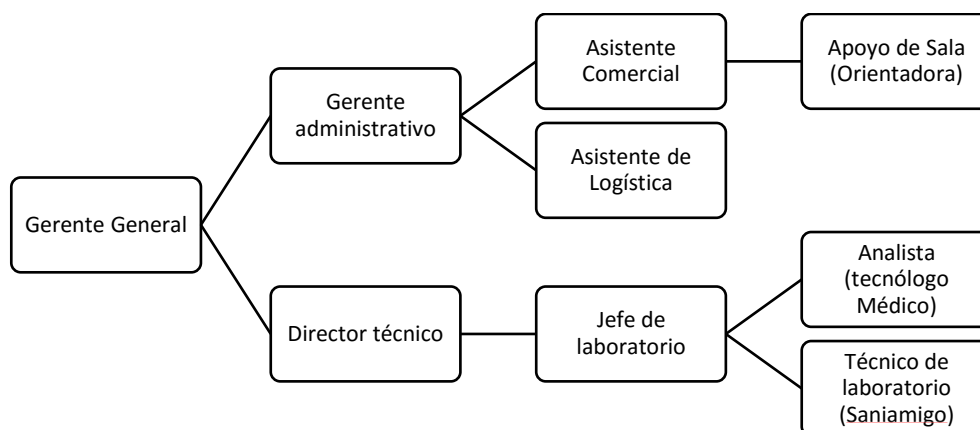 Gerente General
Gerente
administrativo
Asistente
Comercial
Apoyo de Sala
(Orientadora)
Asistente de
Logística
Director técnico
Jefe de
laboratorio
Analista
(tecnólogo
Médico)
Técnico de
laboratorio
(Saniamigo)